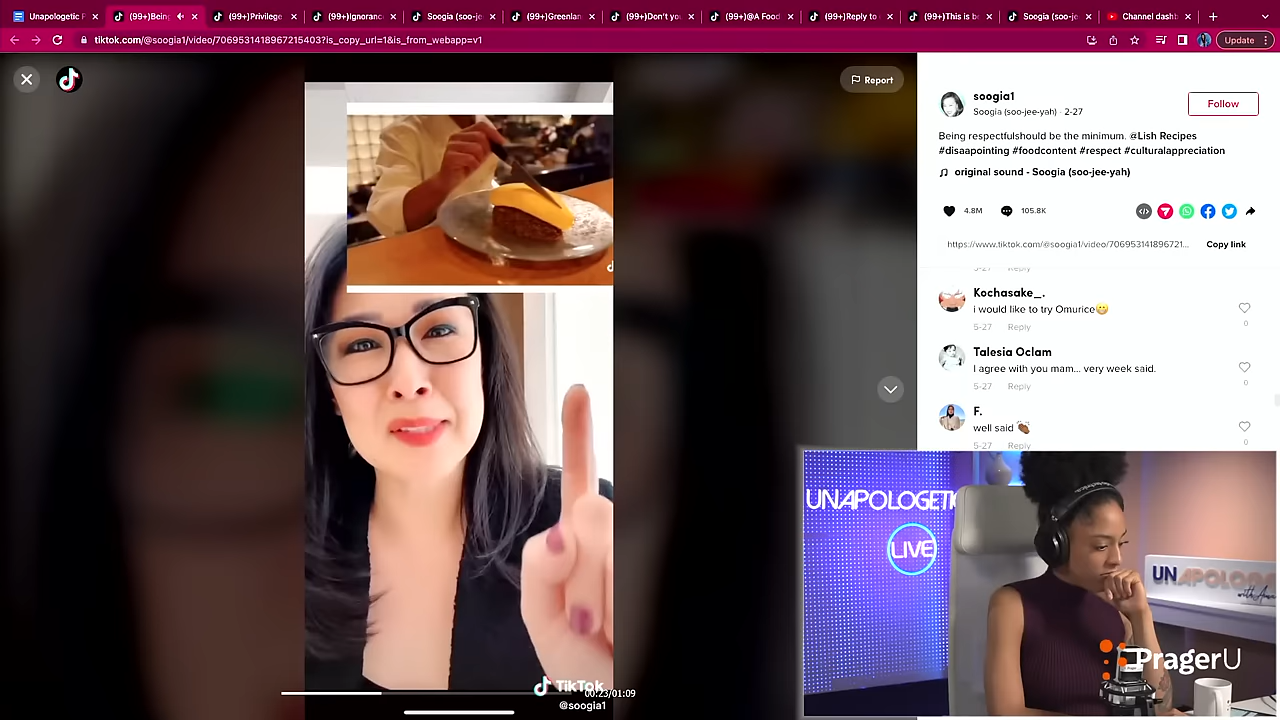 Unapologetic P
(99+)Being
(99+)Privilege
(99+)Ignoranc
Soogia (soo-je
(99+)Greenlan
(99+)Don't you
(99+)@A Food
(99+)Reply to
(99+)This is be
Soogia (soo-je
Channel dashb
tiktok.com/@soogia1/video/7069531418967215403?is_copy_url=1&is_from_webapp=v1
Update
Report
soogia1
Soogia (soo-jee-yah) · 2-27
Follow
Being respectfulshould be the minimum. @Lish Recipes
#disaapointing #foodcontent #respect #culturalappreciation
original sound - Soogia (soo-jee-yah)
4.8M
105.8K
https://www.tiktok.com/@soogia1/video/706953141896721...
Copy link
5-27 Reply
Kochasake_.
i would like to try Omurice😋
5-27 Reply
0
Talesia Oclam
I agree with you mam... very week said.
5-27 Reply
0
F.
well said 👏🏾
5-27 Reply
0
TikTok
00:23/01:09
@soogia1
UNAPOLOGETI
LIVE
UNAPOLOG
PragerU